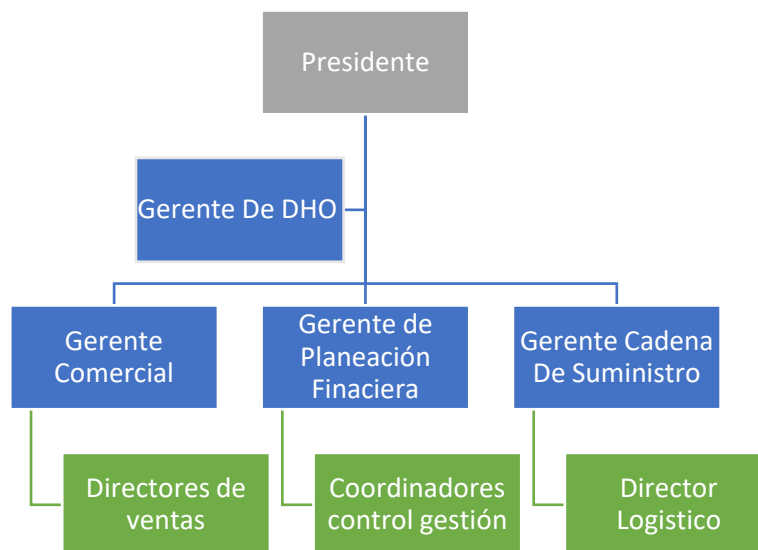 Presidente
Gerente De DHO
Gerente
Comercial
Gerente de
Planeación
Finaciera
Gerente Cadena
De Suministro
Directores de
ventas
Coordinadores
control gestión
Director
Logistico